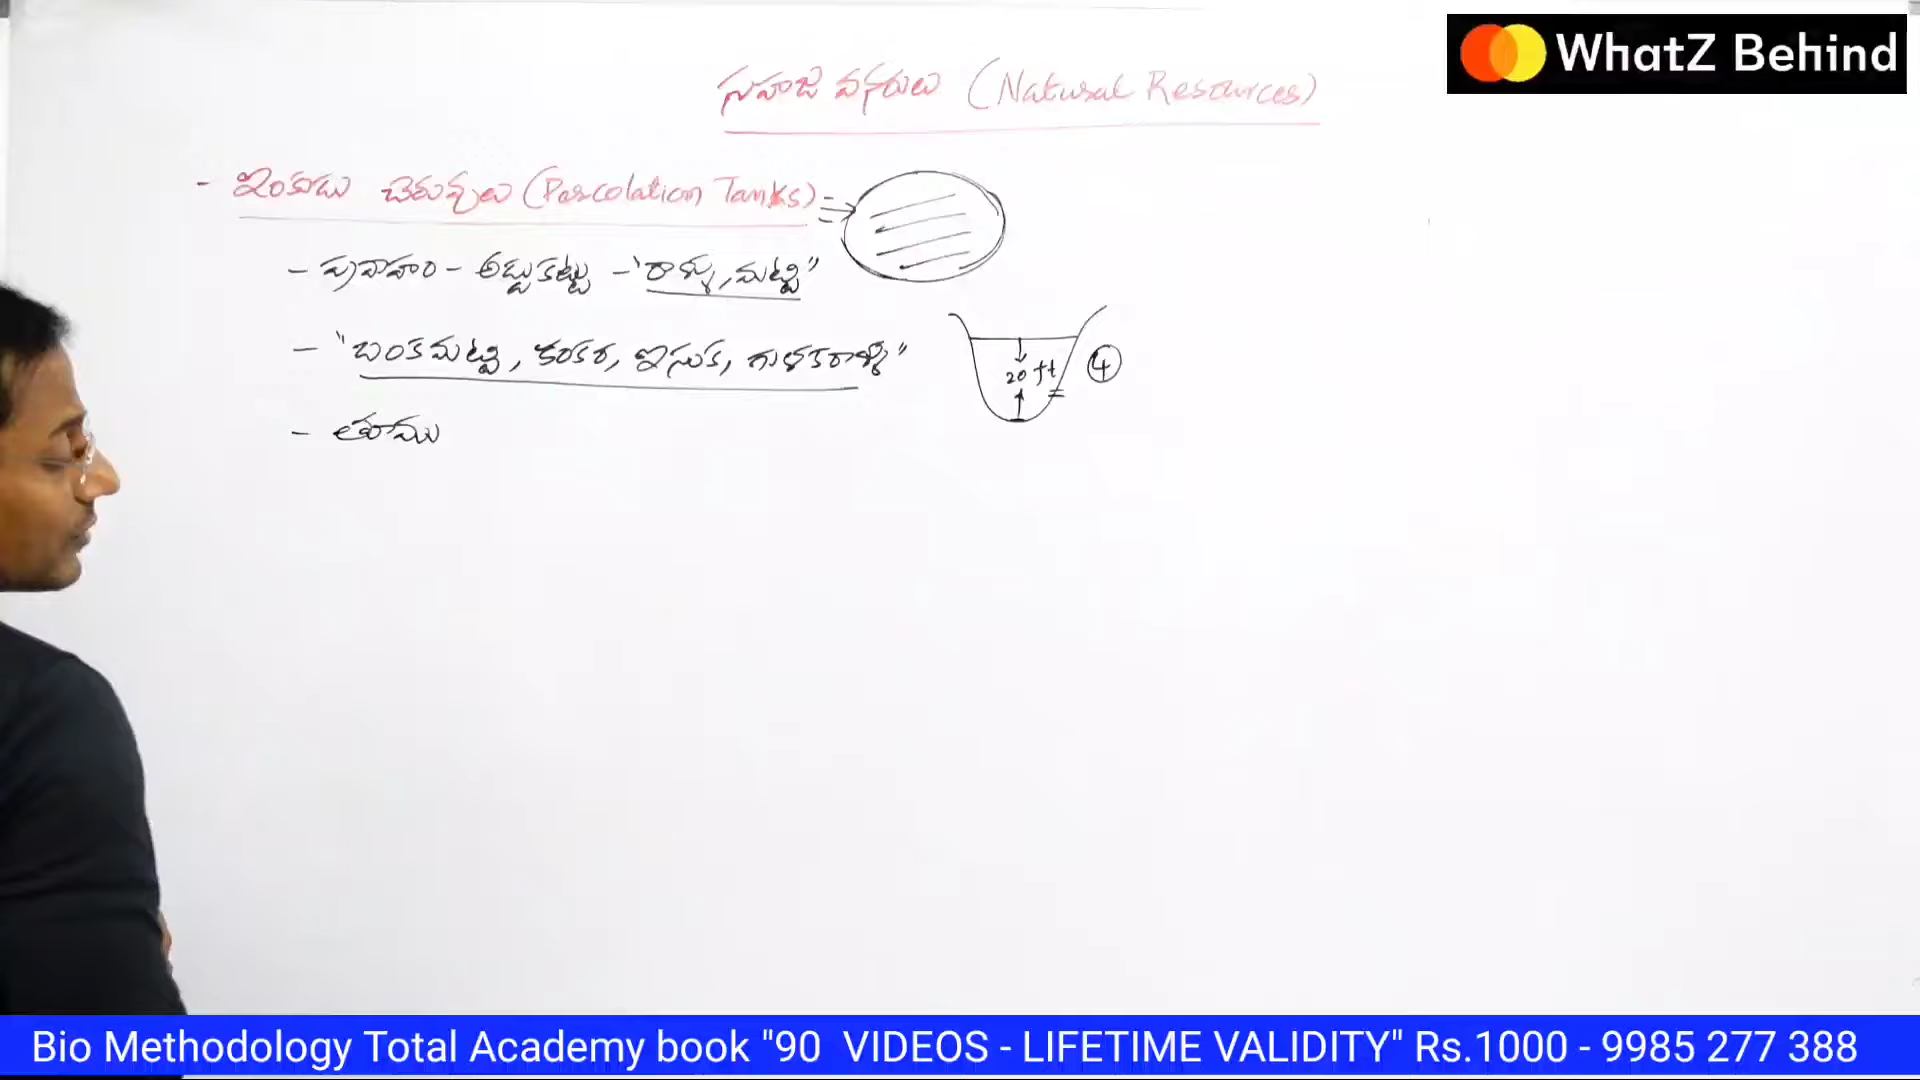 WhatZ Behind
సహజ వనరులు (Natural Resources)
- ఇంకుడు చెరువులు (Percolation Tanks)
- ప్రవాహం - అడ్డుకట్ట - "రాళ్ళు, మట్టి"
- "బంకమట్టి, కంకర, ఇసుక, గులకరాళ్ళు"
20 ft
4
- తూము
Bio Methodology Total Academy book "90 VIDEOS - LIFETIME VALIDITY" Rs.1000 - 9985 277 388